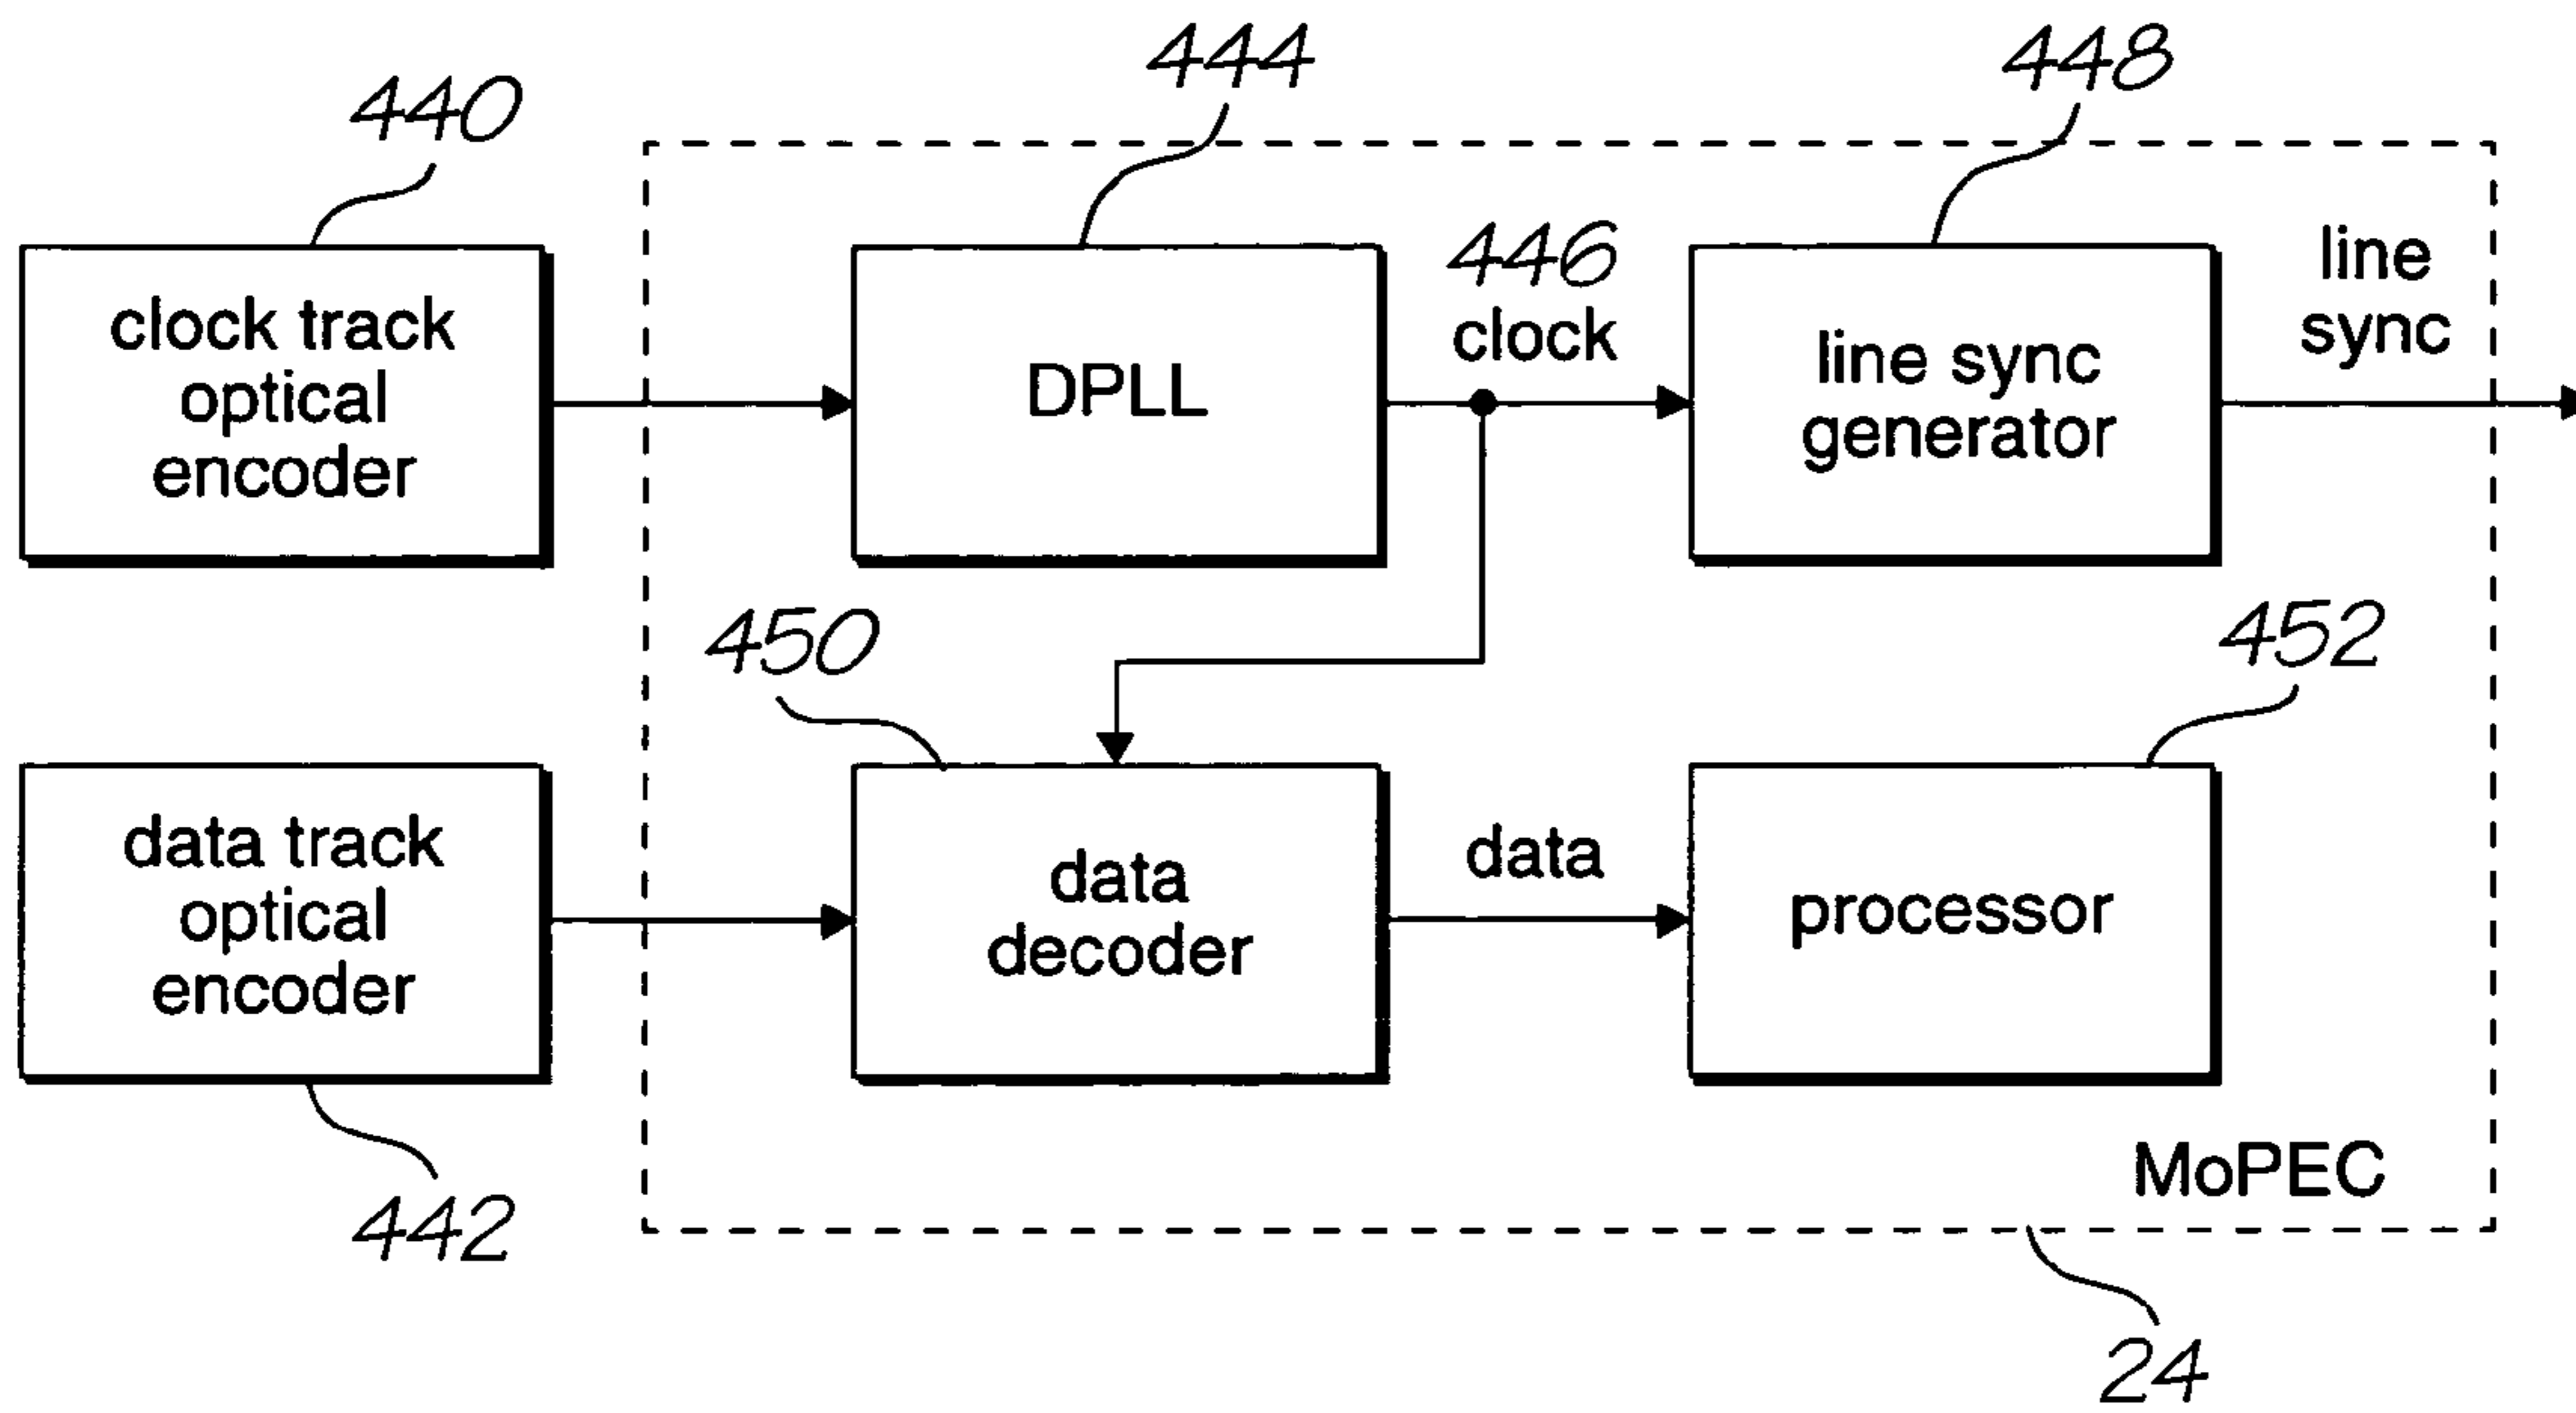 440
444
448
clock track
optical
encoder
DPLL
446
clock
line sync
generator
line
sync
450
452
data track
optical
encoder
data
decoder
data
processor
MoPEC
442
24